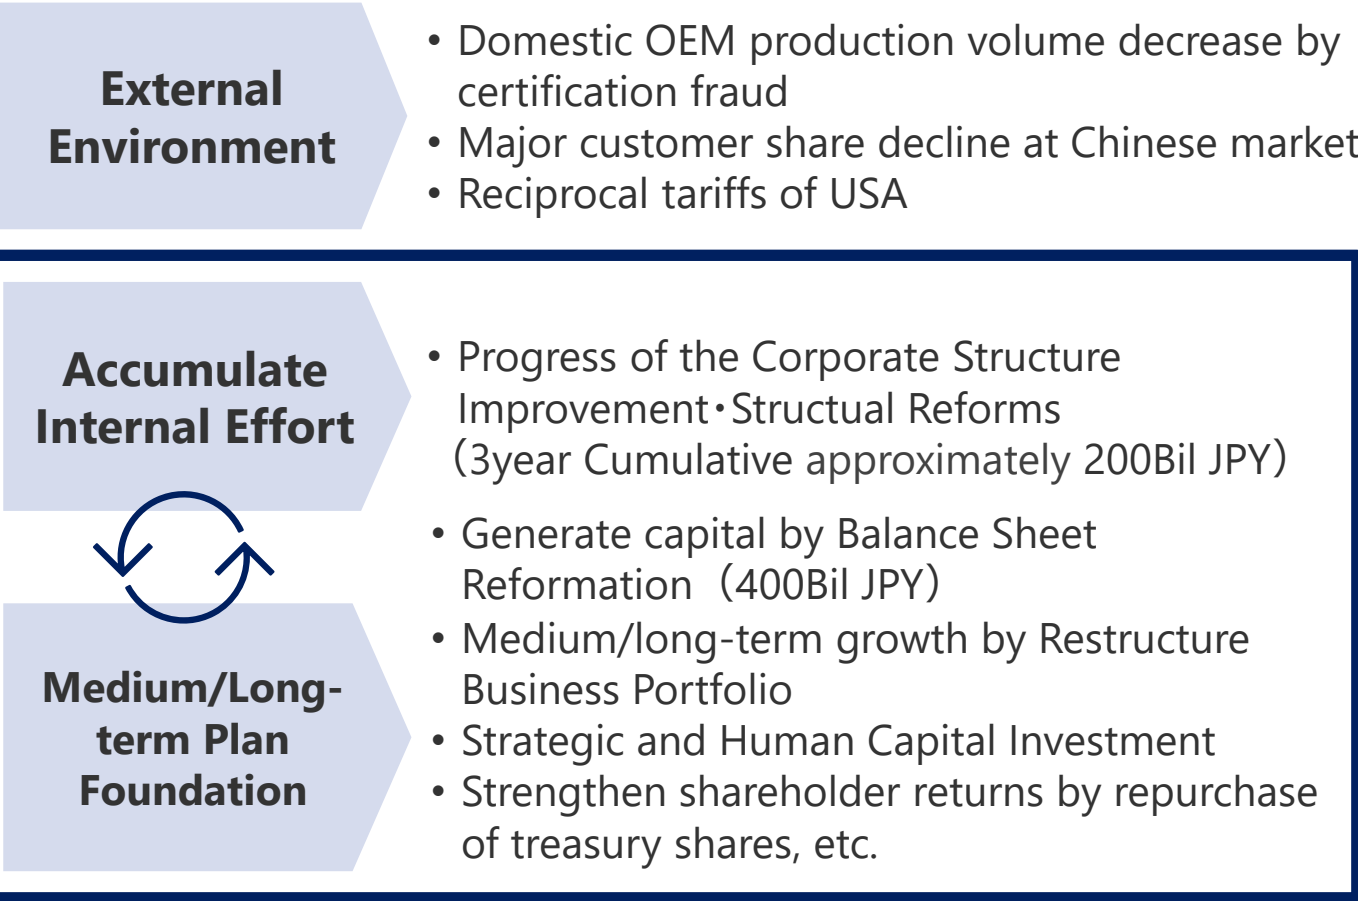 External
Environment
• Domestic OEM production volume decrease by
certification fraud
• Major customer share decline at Chinese market
• Reciprocal tariffs of USA
Accumulate
Internal Effort
• Progress of the Corporate Structure
Improvement・Structual Reforms
（3year Cumulative approximately 200Bil JPY）
Medium/Long-
term Plan
Foundation
• Generate capital by Balance Sheet
Reformation（400Bil JPY）
• Medium/long-term growth by Restructure
Business Portfolio
• Strategic and Human Capital Investment
• Strengthen shareholder returns by repurchase
of treasury shares, etc.